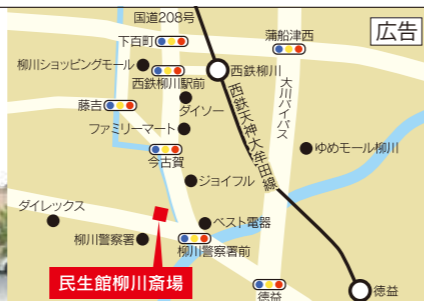 国道208号
広告
下百町
蒲船津西
柳川ショッピングモール
西鉄柳川
西鉄柳川駅前
大川バイパス
藤吉
ダイソー
西鉄天神大牟田線
ファミリーマート
今古賀
ゆめモール柳川
ジョイフル
ダイレックス
ベスト電器
柳川警察署
柳川警察署前
民生館柳川斎場
徳益
徳益